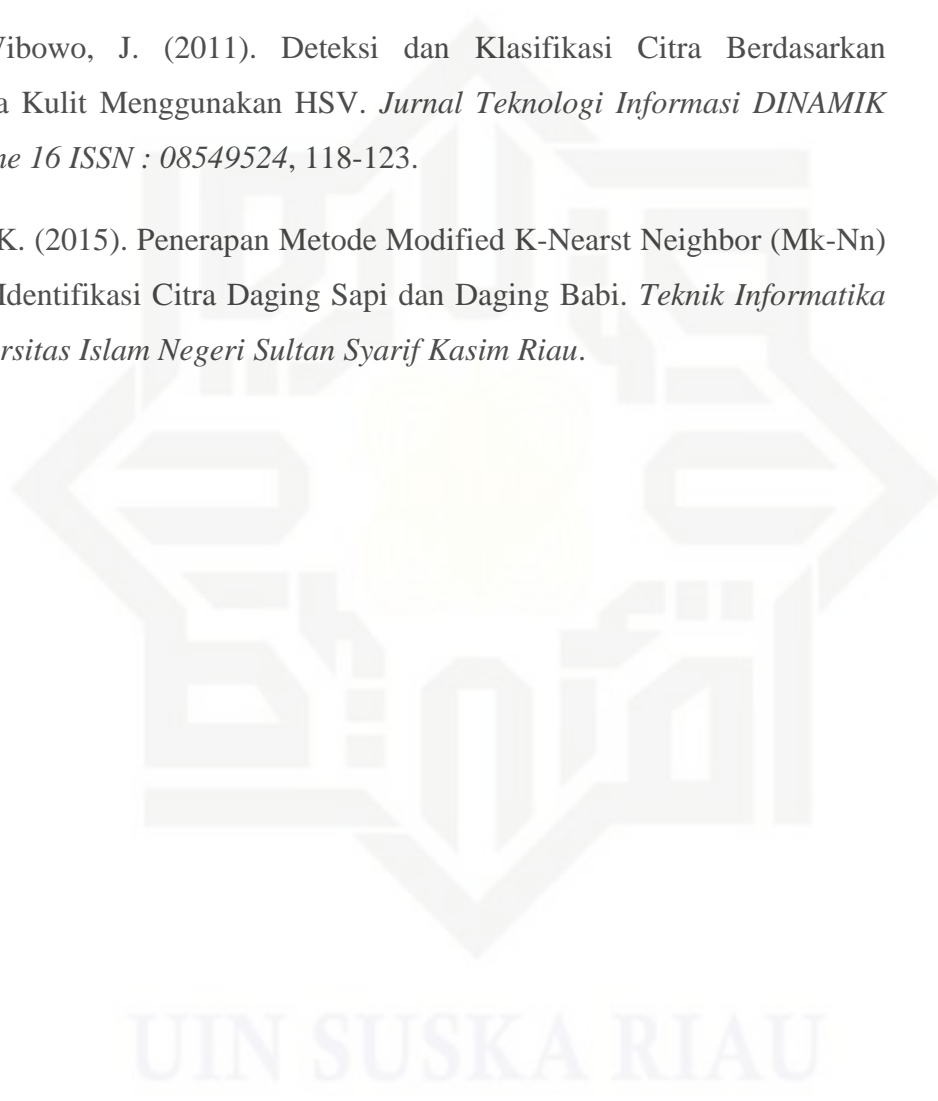 Wibowo, J. (2011). Deteksi dan Klasifikasi Citra Berdasarkan
Kulit Menggunakan HSV. Jurnal Teknologi Informasi DINAMIK
16 ISSN : 08549524, 118-123.
K. (2015). Penerapan Metode Modified K-Nearst Neighbor (Mk-Nn)
Identifikasi Citra Daging Sapi dan Daging Babi. Teknik Informatika
ersitas Islam Negeri Sultan Syarif Kasim Riau.
UIN SUSKA RIAU